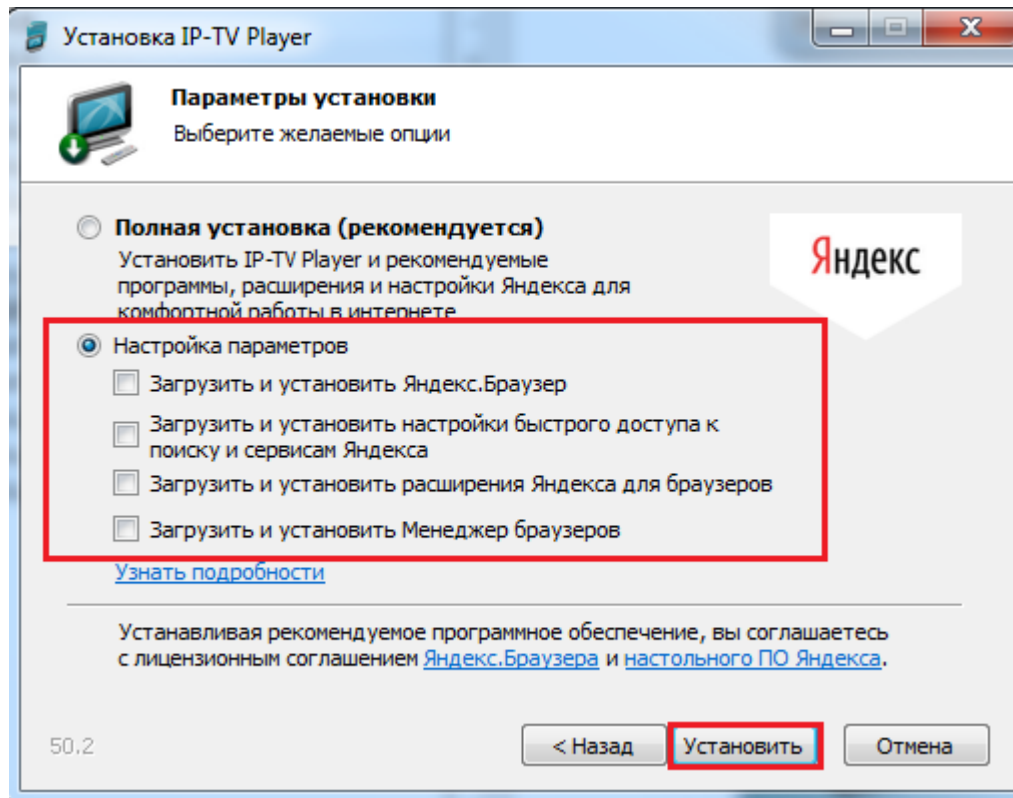 Установка IP-TV Player
Параметры установки
Выберите желаемые опции
Полная установка (рекомендуется)
Установить IP-TV Player и рекомендуемые
программы, расширения и настройки Яндекса для
комфортной работы в интернете
Яндекс
Настройка параметров
Загрузить и установить Яндекс.Браузер
Загрузить и установить настройки быстрого доступа к
поиску и сервисам Яндекса
Загрузить и установить расширения Яндекса для браузеров
Загрузить и установить Менеджер браузеров
Узнать подробности
Устанавливая рекомендуемое программное обеспечение, вы соглашаетесь
с лицензионным соглашением Яндекс.Браузера и настольного ПО Яндекса.
50.2
< Назад
Установить
Отмена